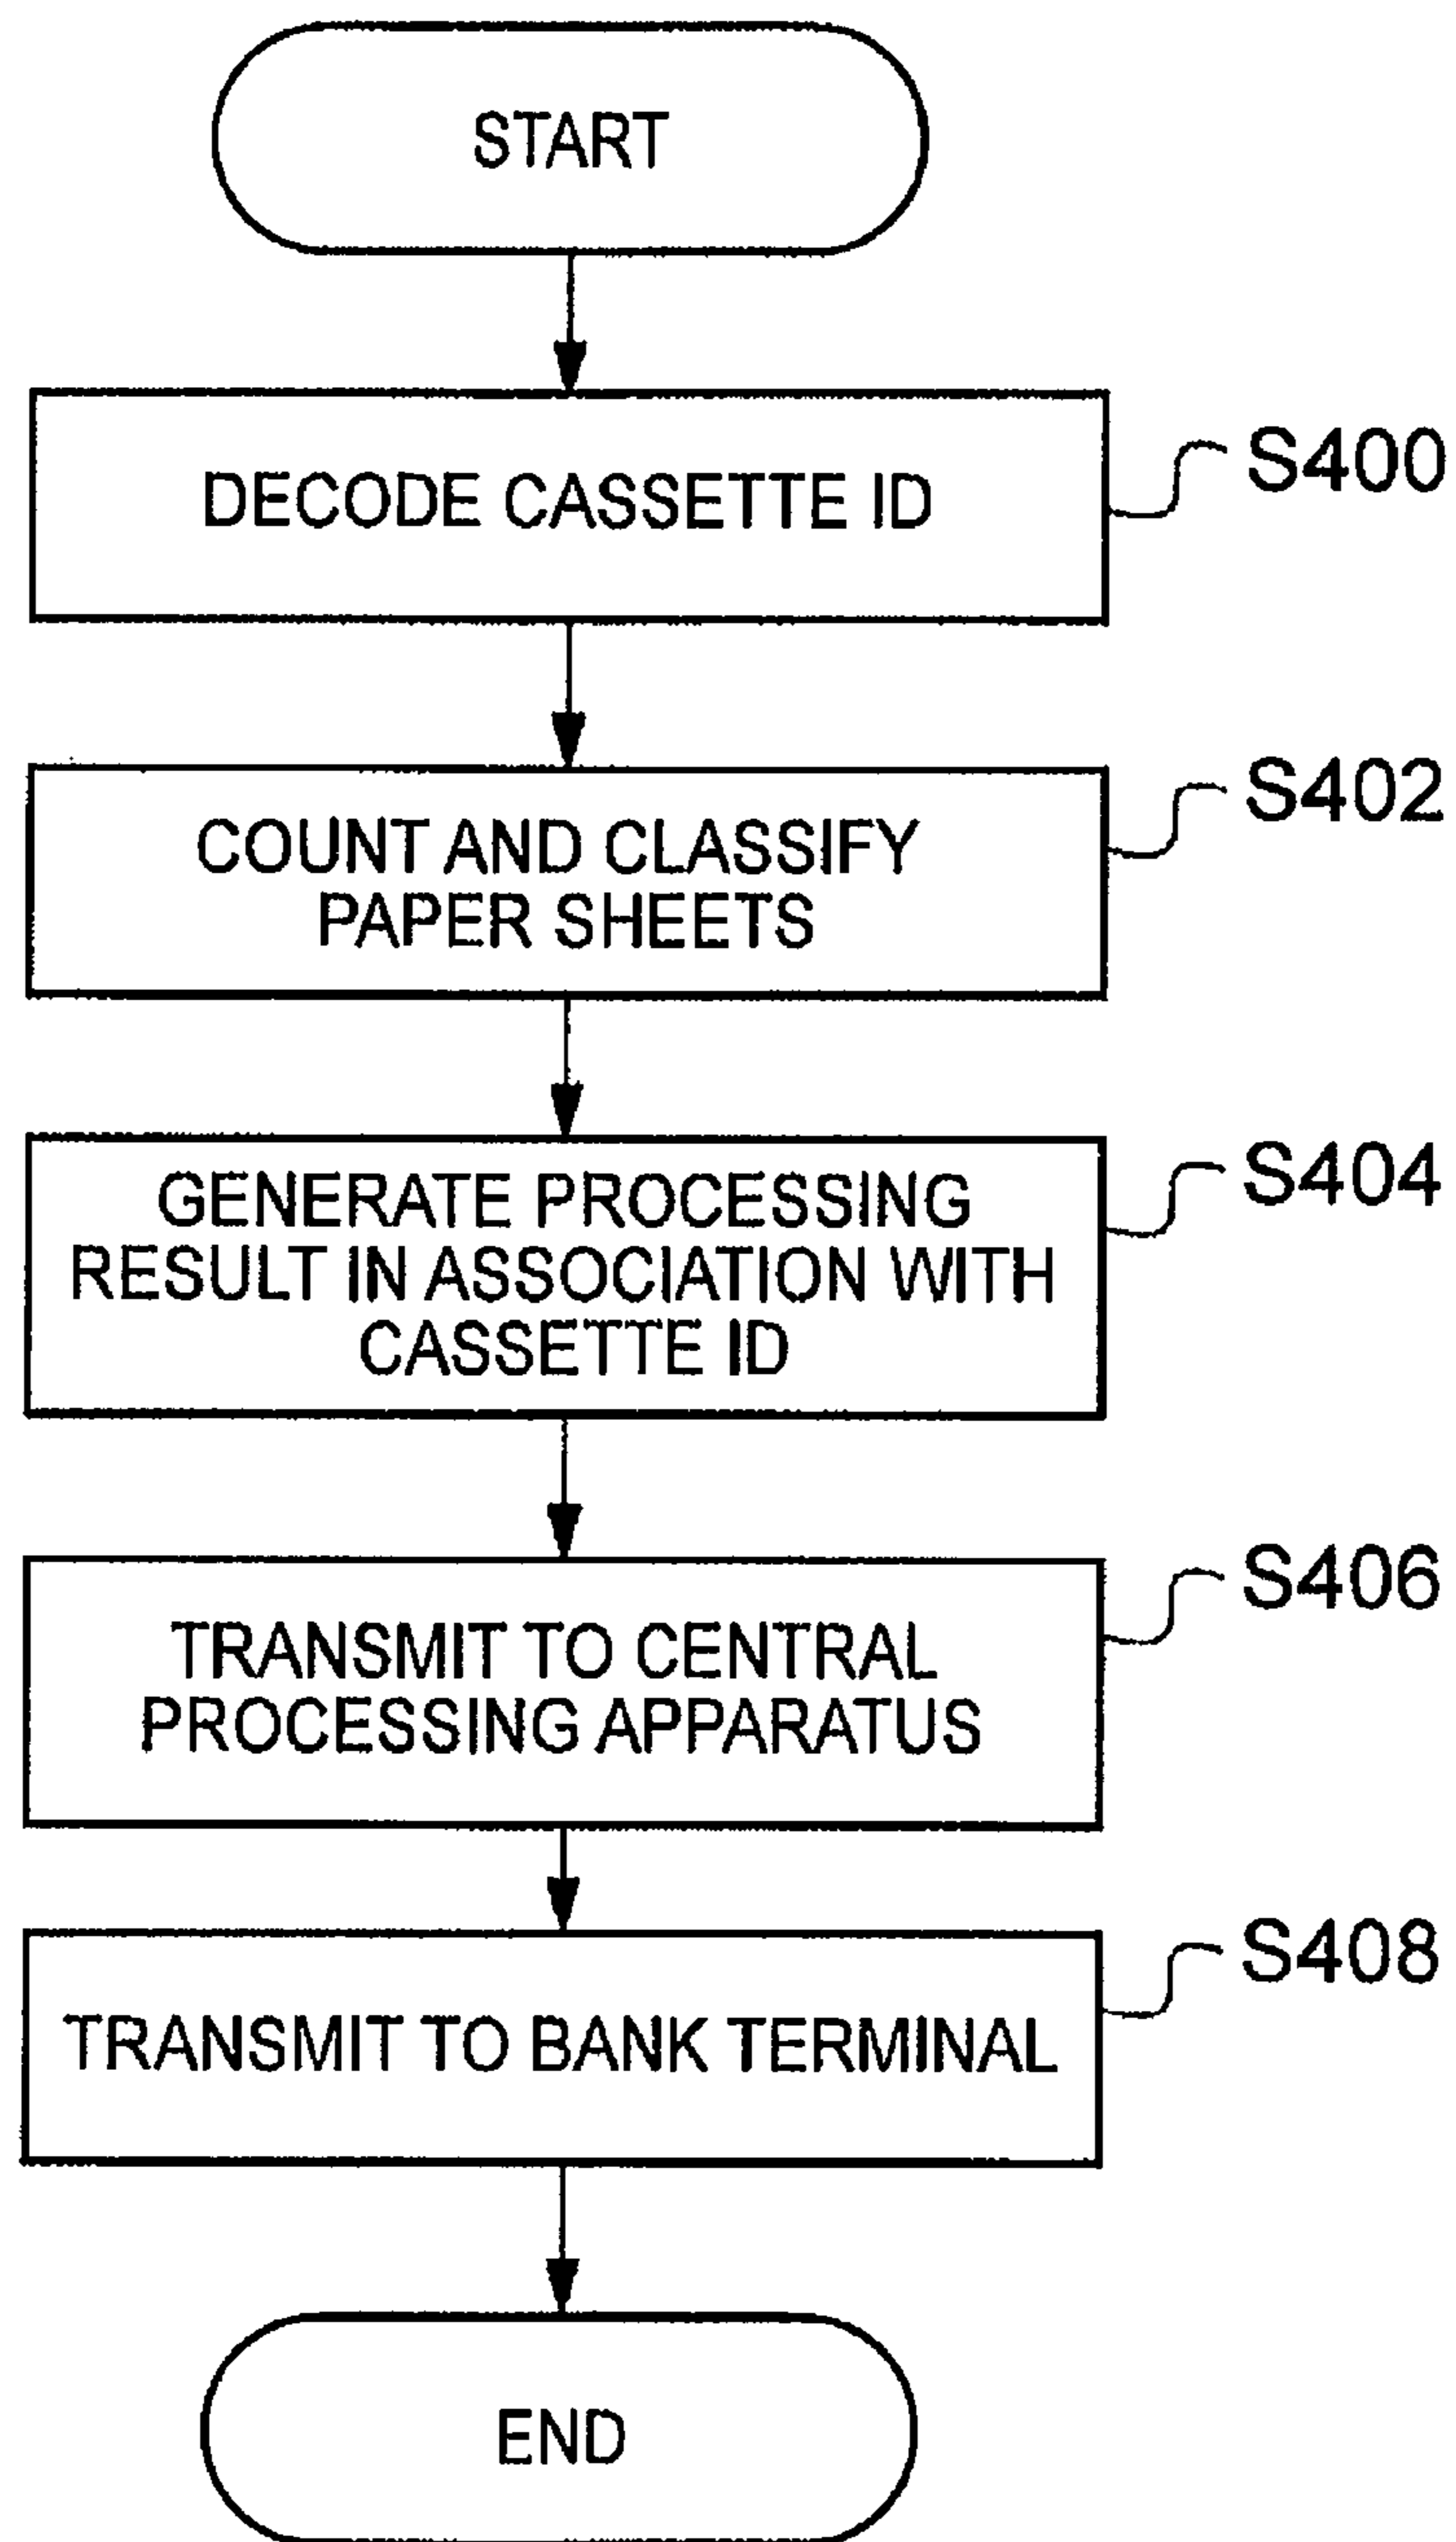 START
DECODE CASSETTE ID
S400
COUNT AND CLASSIFY
PAPER SHEETS
S402
GENERATE PROCESSING
RESULT IN ASSOCIATION WITH
CASSETTE ID
S404
TRANSMIT TO CENTRAL
PROCESSING APPARATUS
S406
TRANSMIT TO BANK TERMINAL
S408
END